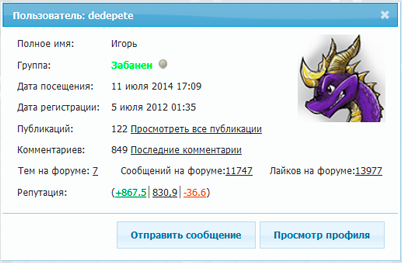 Пользователь: dedepete
Полное имя: Игорь
Группа: Забанен
Дата посещения: 11 июля 2014 17:09
Дата регистрации: 5 июля 2012 01:35
Публикаций: 122 Просмотреть все публикации
Комментариев: 849 Последние комментарии
Тем на форуме: 7 Сообщений на форуме:11747 Лайков на форуме:13977
Репутация: (+867,5| 830,9| -36.6)
Отправить сообщение Просмотр профиля